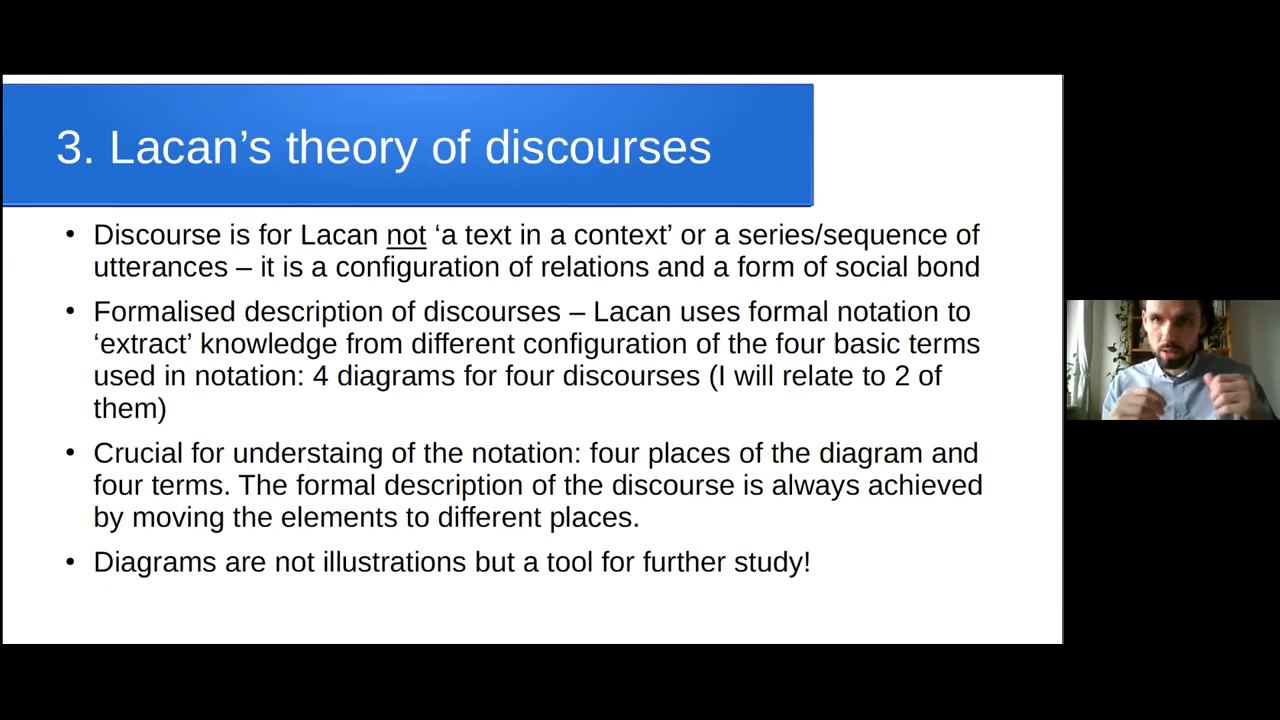 3. Lacan’s theory of discourses
• Discourse is for Lacan not ‘a text in a context’ or a series/sequence of
utterances – it is a configuration of relations and a form of social bond
• Formalised description of discourses – Lacan uses formal notation to
‘extract’ knowledge from different configuration of the four basic terms
used in notation: 4 diagrams for four discourses (I will relate to 2 of
them)
• Crucial for understaing of the notation: four places of the diagram and
four terms. The formal description of the discourse is always achieved
by moving the elements to different places.
• Diagrams are not illustrations but a tool for further study!